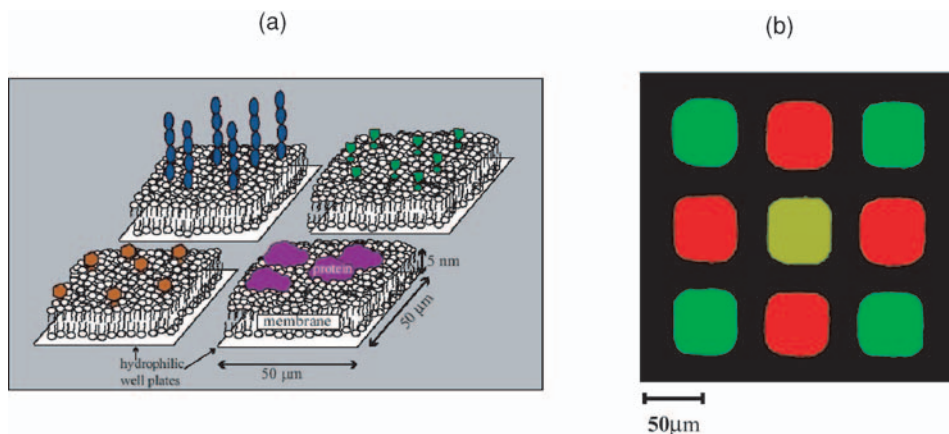 (a)
(b)
protein
5 nm
membrane
50 µm
hydrophilic
well plates
50 µm
50µm